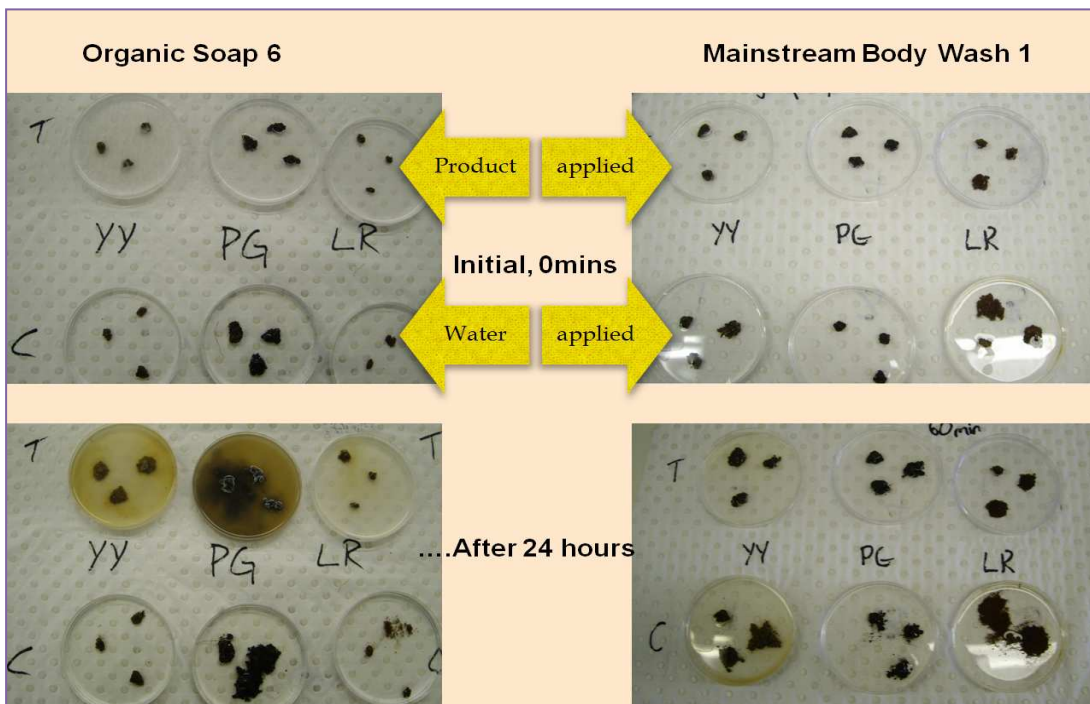 Organic Soap 6
Mainstream Body Wash 1
T
YY PG LR
C
Product applied
Initial, 0mins
Water applied
YY PG LR
T
T
YY PG LR
C
....After 24 hours
60min
T
YY PG LR
C